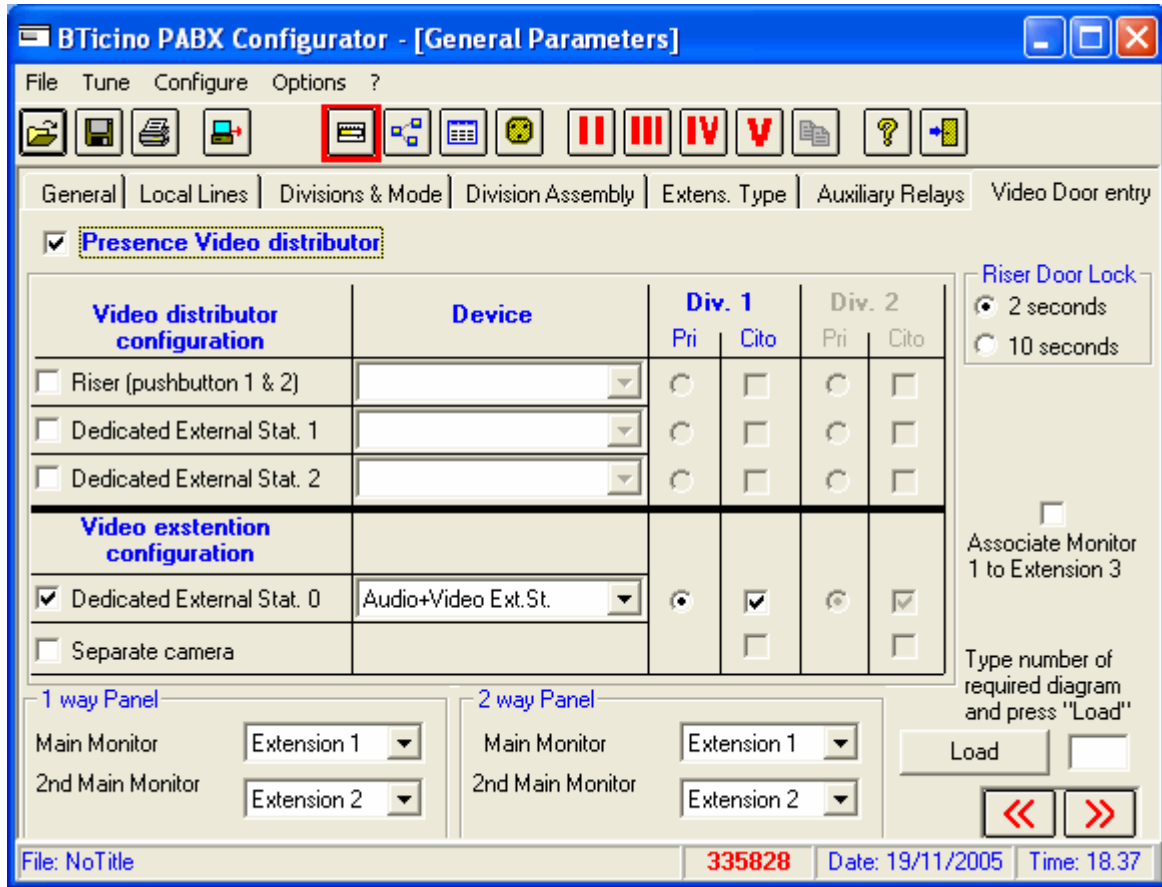 BTicino PABX Configurator - [General Parameters]
File Tune Configure Options ?
II III IV V ?
General Local Lines Divisions & Mode Division Assembly Extens. Type Auxiliary Relays Video Door entry
Presence Video distributor
Video distributor configuration Device Div. 1 Div. 2
Pri Cito Pri Cito
Riser (pushbutton 1 & 2)
Dedicated External Stat. 1
Dedicated External Stat. 2
Video exstention
configuration
Dedicated External Stat. 0 Audio+Video Ext.St.
Separate camera
Riser Door Lock
2 seconds
10 seconds
Associate Monitor
1 to Extension 3
Type number of
required diagram
and press "Load"
Load
1 way Panel
Main Monitor Extension 1
2nd Main Monitor Extension 2
2 way Panel
Main Monitor Extension 1
2nd Main Monitor Extension 2
File: NoTitle 335828 Date: 19/11/2005 Time: 18.37